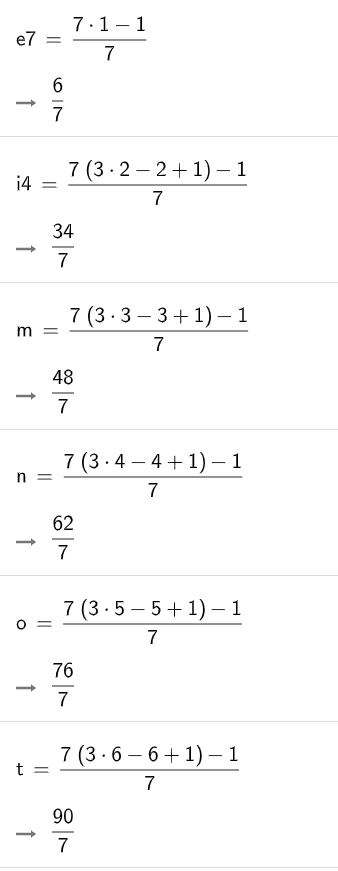 e7 = (7 · 1 − 1)/7
→ 6/7
i4 = (7 (3 · 2 − 2 + 1) − 1)/7
→ 34/7
m = (7 (3 · 3 − 3 + 1) − 1)/7
→ 48/7
n = (7 (3 · 4 − 4 + 1) − 1)/7
→ 62/7
o = (7 (3 · 5 − 5 + 1) − 1)/7
→ 76/7
t = (7 (3 · 6 − 6 + 1) − 1)/7
→ 90/7